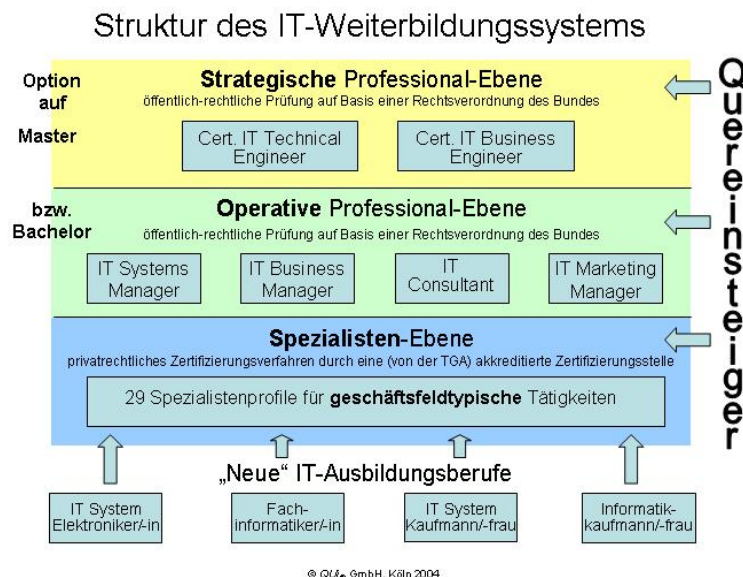 Struktur des IT-Weiterbildungssystems
Option
auf
Master
Strategische Professional-Ebene
öffentlich-rechtliche Prüfung auf Basis einer Rechtsverordnung des Bundes
Cert. IT Technical
Engineer
Cert. IT Business
Engineer
bzw.
Bachelor
Operative Professional-Ebene
öffentlich-rechtliche Prüfung auf Basis einer Rechtsverordnung des Bundes
IT Systems
Manager
IT Business
Manager
IT
Consultant
IT Marketing
Manager
Spezialisten-Ebene
privatrechtliches Zertifizierungsverfahren durch eine (von der TGA) akkreditierte Zertifizierungsstelle
29 Spezialistenprofile für geschäftsfeldtypische Tätigkeiten
Quereinsteiger
„Neue“ IT-Ausbildungsberufe
IT System
Elektroniker/-in
Fach-
informatiker/-in
IT System
Kaufmann/-frau
Informatik-
kaufmann/-frau
© GmbH, Köln 2004